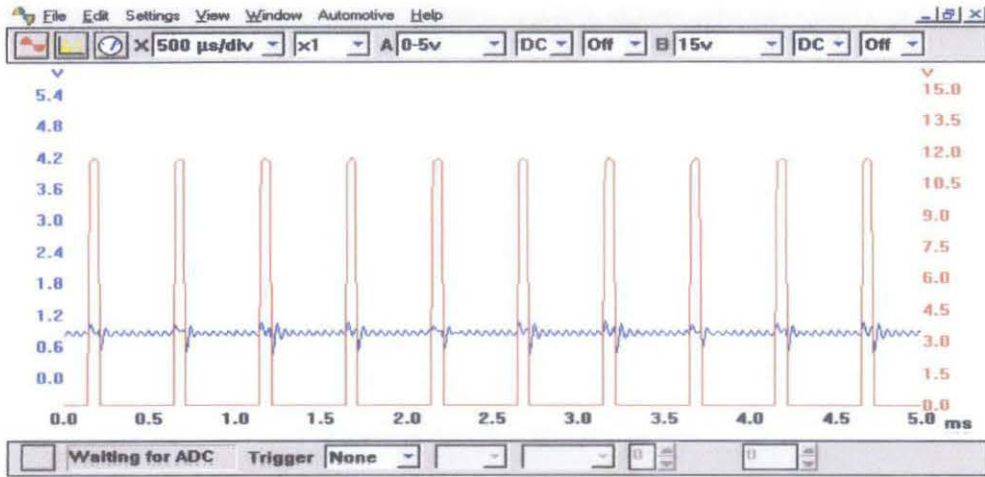 File Edit Settings View Window Automotive Help
X 500 µs/div x1 A 0-5v DC Off B 15v DC Off
V V
5.4 15.0
4.8 13.5
4.2 12.0
3.6 10.5
3.0 9.0
2.4 7.5
1.8 6.0
1.2 4.5
0.6 3.0
0.0 1.5
0.0
0.0 0.5 1.0 1.5 2.0 2.5 3.0 3.5 4.0 4.5 5.0 ms
Waiting for ADC Trigger None 0 0